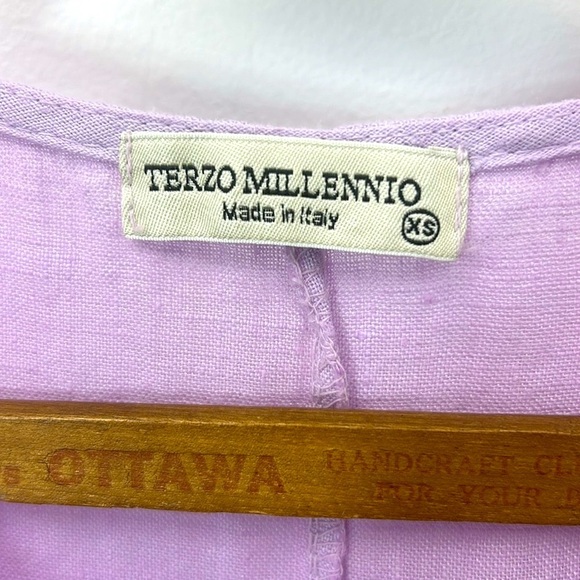 TERZO MILLENNIO
Made in Italy
XS
OTTAWA
HANDCRAFT
FOR YOUR